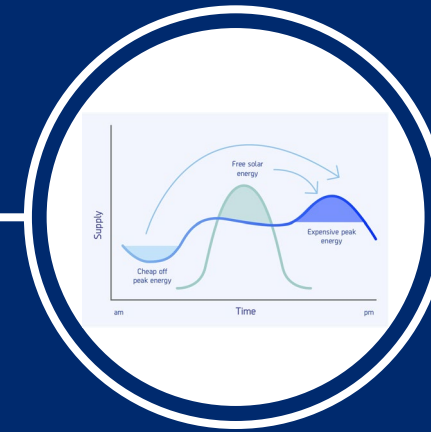 Free solar
energy
Supply
Expensive peak
energy
Cheap off
peak energy
am
Time
pm